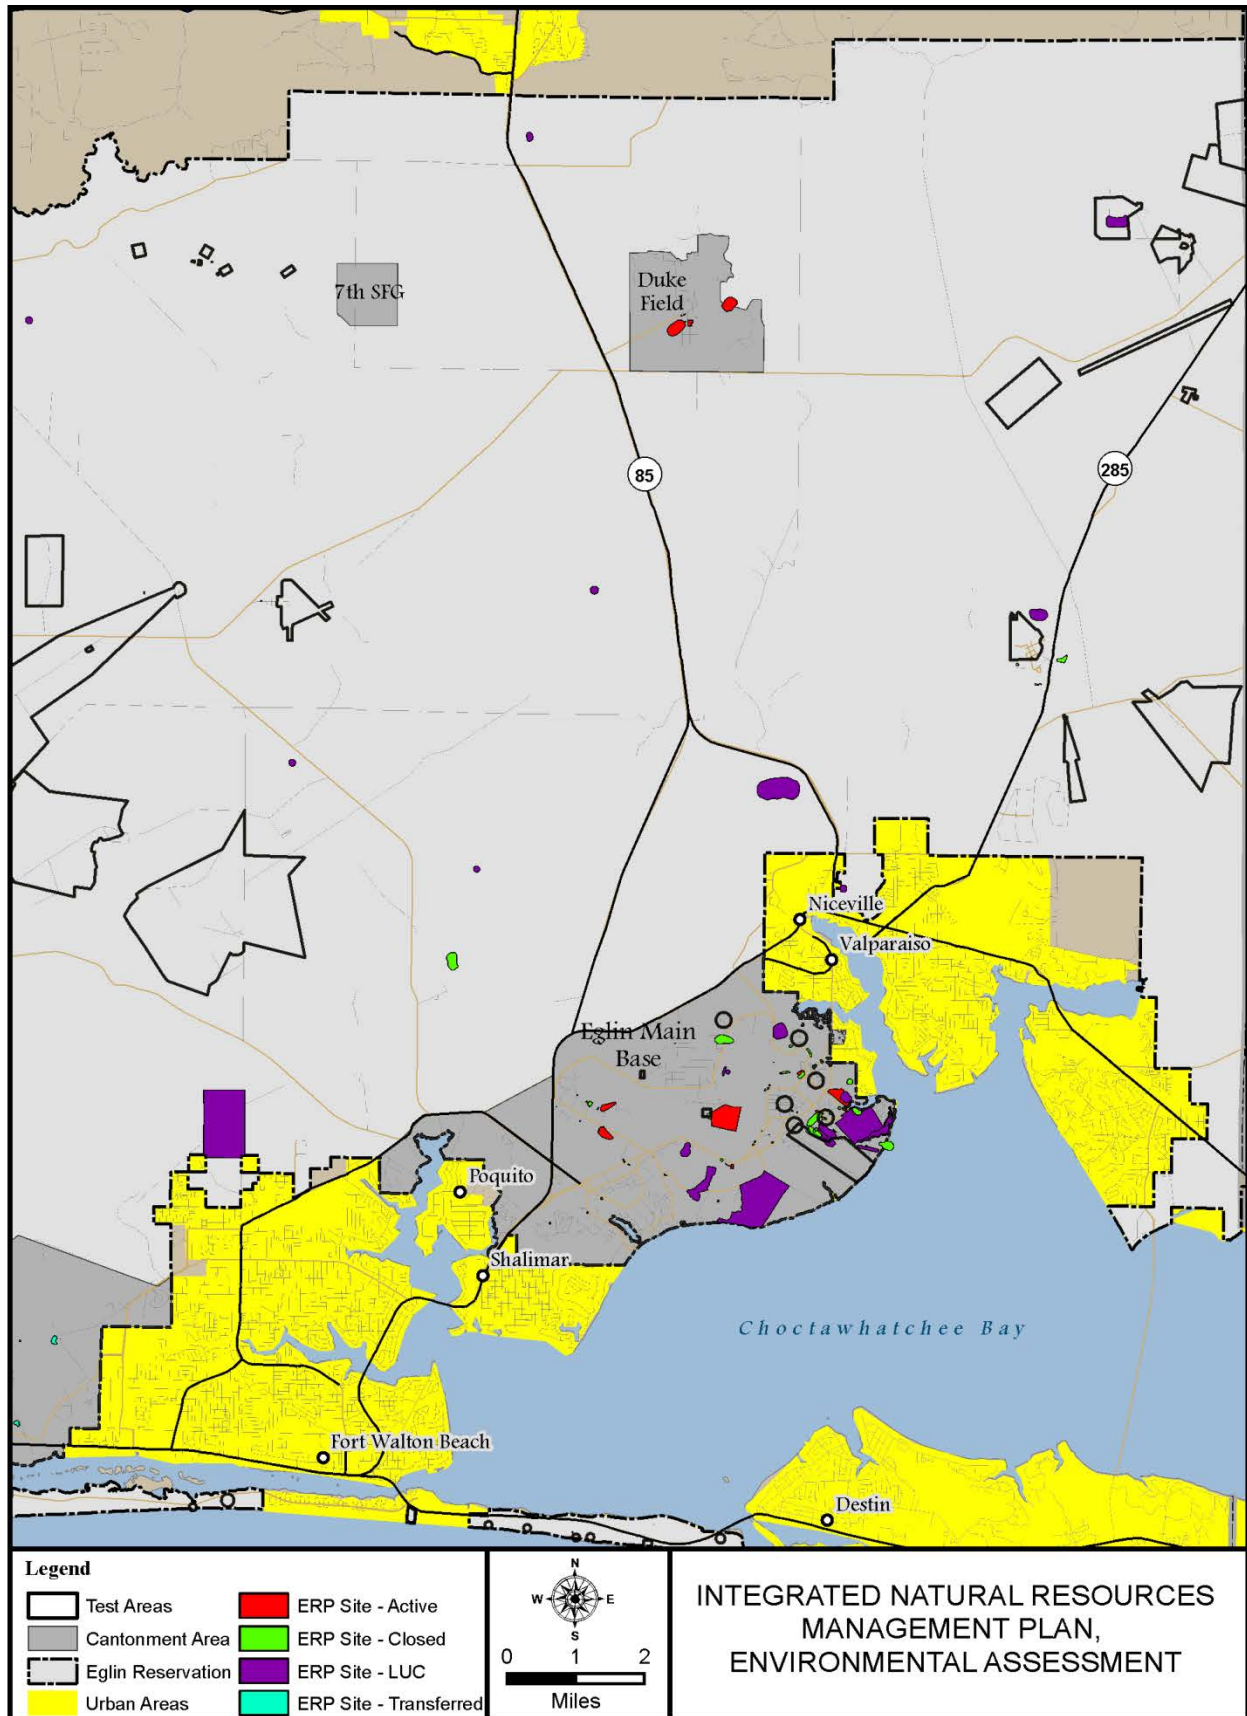 7th SFG
Duke
Field
85
285
Niceville
Valparaiso
Eglin Main
Base
Poquito
Shalimar
Choctawhatchee Bay
Fort Walton Beach
Destin
Legend
Test Areas
Cantonment Area
Eglin Reservation
Urban Areas
ERP Site - Active
ERP Site - Closed
ERP Site - LUC
ERP Site - Transferred
N
W E
S
0 1 2
Miles
INTEGRATED NATURAL RESOURCES
MANAGEMENT PLAN,
ENVIRONMENTAL ASSESSMENT